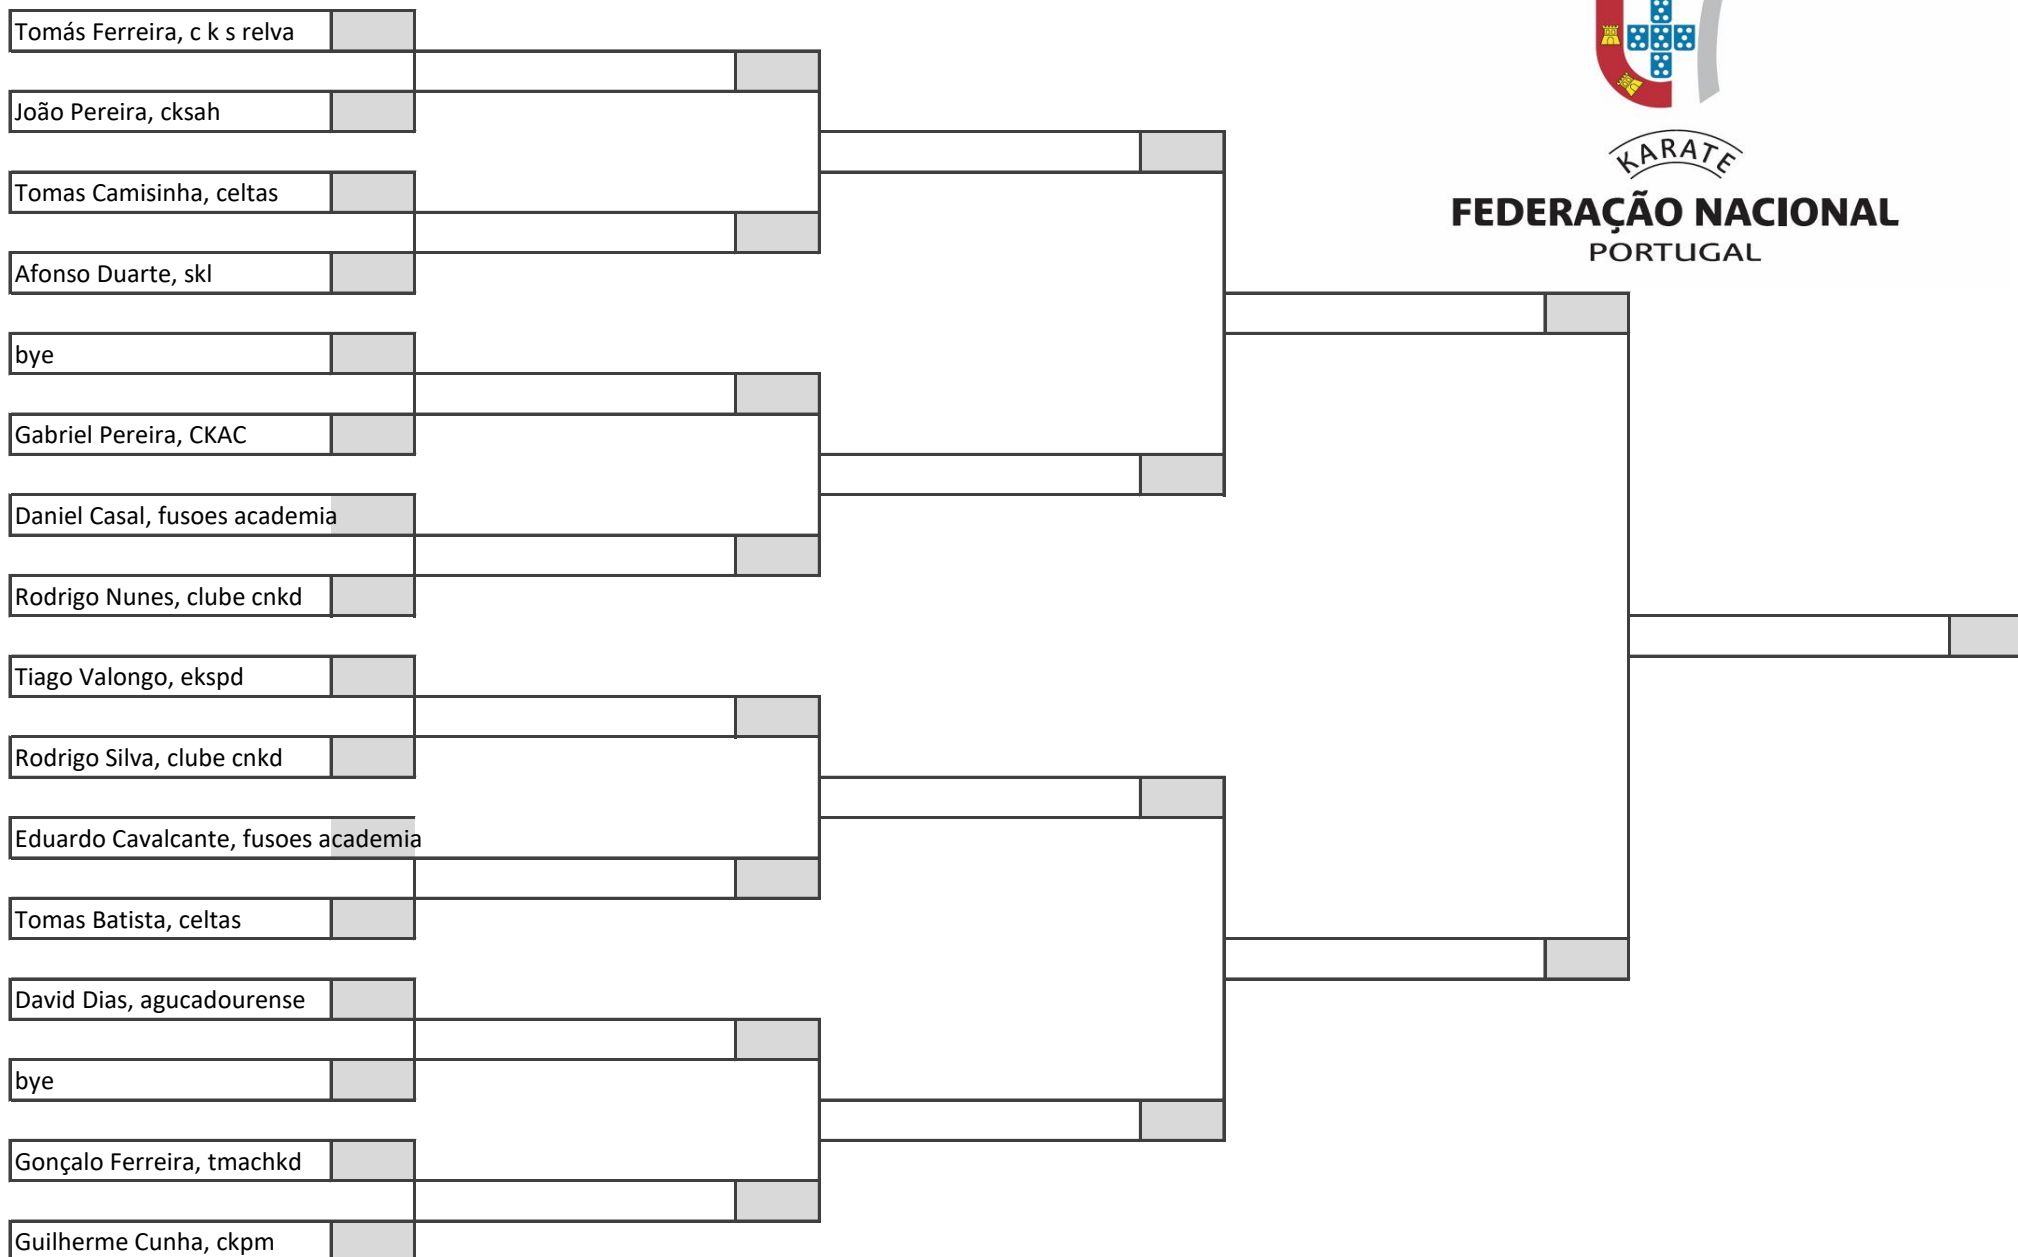 Tomás Ferreira, c k s relva
João Pereira, cksah
Tomas Camisinha, celtas
Afonso Duarte, skl
bye
Gabriel Pereira, CKAC
Daniel Casal, fusoes academia
Rodrigo Nunes, clube cnkd
Tiago Valongo, ekspd
Rodrigo Silva, clube cnkd
Eduardo Cavalcante, fusoes academia
Tomas Batista, celtas
David Dias, agucadourense
bye
Gonçalo Ferreira, tmachkd
Guilherme Cunha, ckpm
KARATE
FEDERAÇÃO NACIONAL
PORTUGAL